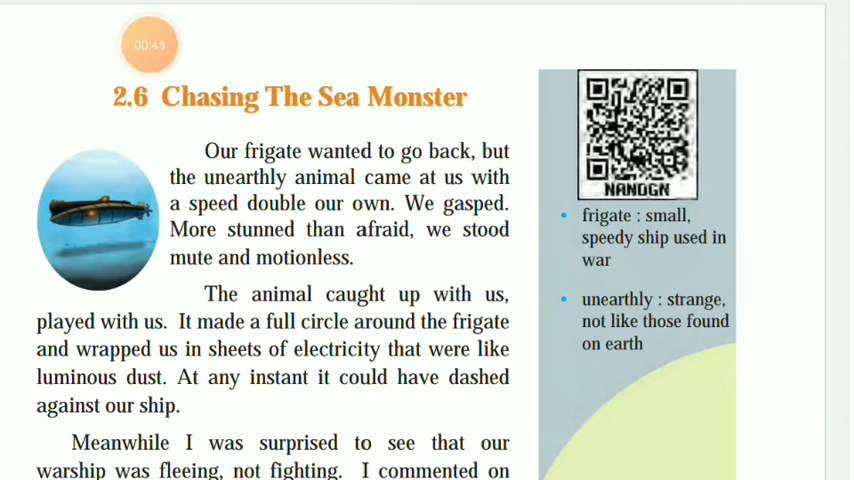 00:45
2.6 Chasing The Sea Monster
Our frigate wanted to go back, but
the unearthly animal came at us with
a speed double our own. We gasped.
More stunned than afraid, we stood
mute and motionless.
The animal caught up with us,
played with us. It made a full circle around the frigate
and wrapped us in sheets of electricity that were like
luminous dust. At any instant it could have dashed
against our ship.
Meanwhile I was surprised to see that our
warship was fleeing, not fighting. I commented on
NANDGN
• frigate : small,
speedy ship used in
war
• unearthly : strange,
not like those found
on earth